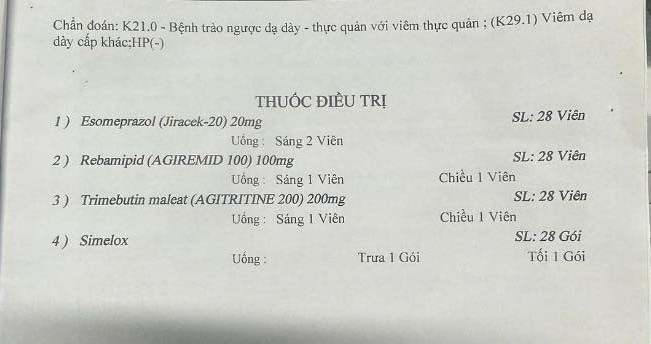 Chẩn đoán: K21.0 - Bệnh trào ngược dạ dày - thực quản với viêm thực quản ; (K29.1) Viêm dạ
dày cấp khác;HP(-)
THUỐC ĐIỀU TRỊ
1 ) Esomeprazol (Jiracek-20) 20mg SL: 28 Viên
Uống : Sáng 2 Viên
2 ) Rebamipid (AGIREMID 100) 100mg SL: 28 Viên
Uống : Sáng 1 Viên Chiều 1 Viên
3 ) Trimebutin maleat (AGITRITINE 200) 200mg SL: 28 Viên
Uống : Sáng 1 Viên Chiều 1 Viên
4 ) Simelox SL: 28 Gói
Uống : Trưa 1 Gói Tối 1 Gói